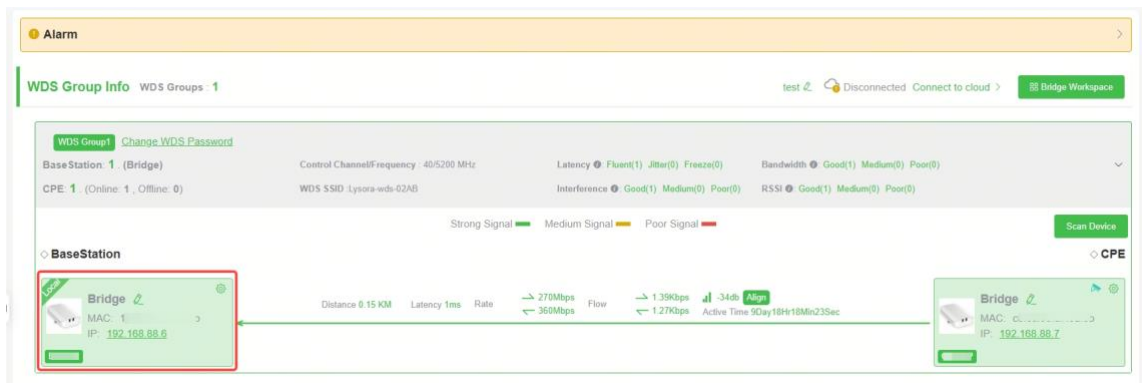 Alarm
WDS Group Info WDS Groups : 1
test Disconnected Connect to cloud > Bridge Workspace
WDS Group1 Change WDS Password
BaseStation: 1 . (Bridge) Control Channel/Frequency : 40/5200 MHz Latency : Fluent(1) Jitter(0) Freeze(0) Bandwidth : Good(1) Medium(0) Poor(0)
CPE: 1 . (Online: 1 , Offline: 0) WDS SSID :Lysora-wds-02AB Interference : Good(1) Medium(0) Poor(0) RSSI : Good(1) Medium(0) Poor(0)
Strong Signal Medium Signal Poor Signal
Scan Device
BaseStation
CPE
Local
Bridge
MAC: 1
IP: 192.168.88.6
Distance 0.15 KM Latency 1ms Rate 270Mbps Flow 1.39Kbps -34db Align
360Mbps 1.27Kbps Active Time 9Day18Hr18Min23Sec
Bridge
MAC:
IP: 192.168.88.7